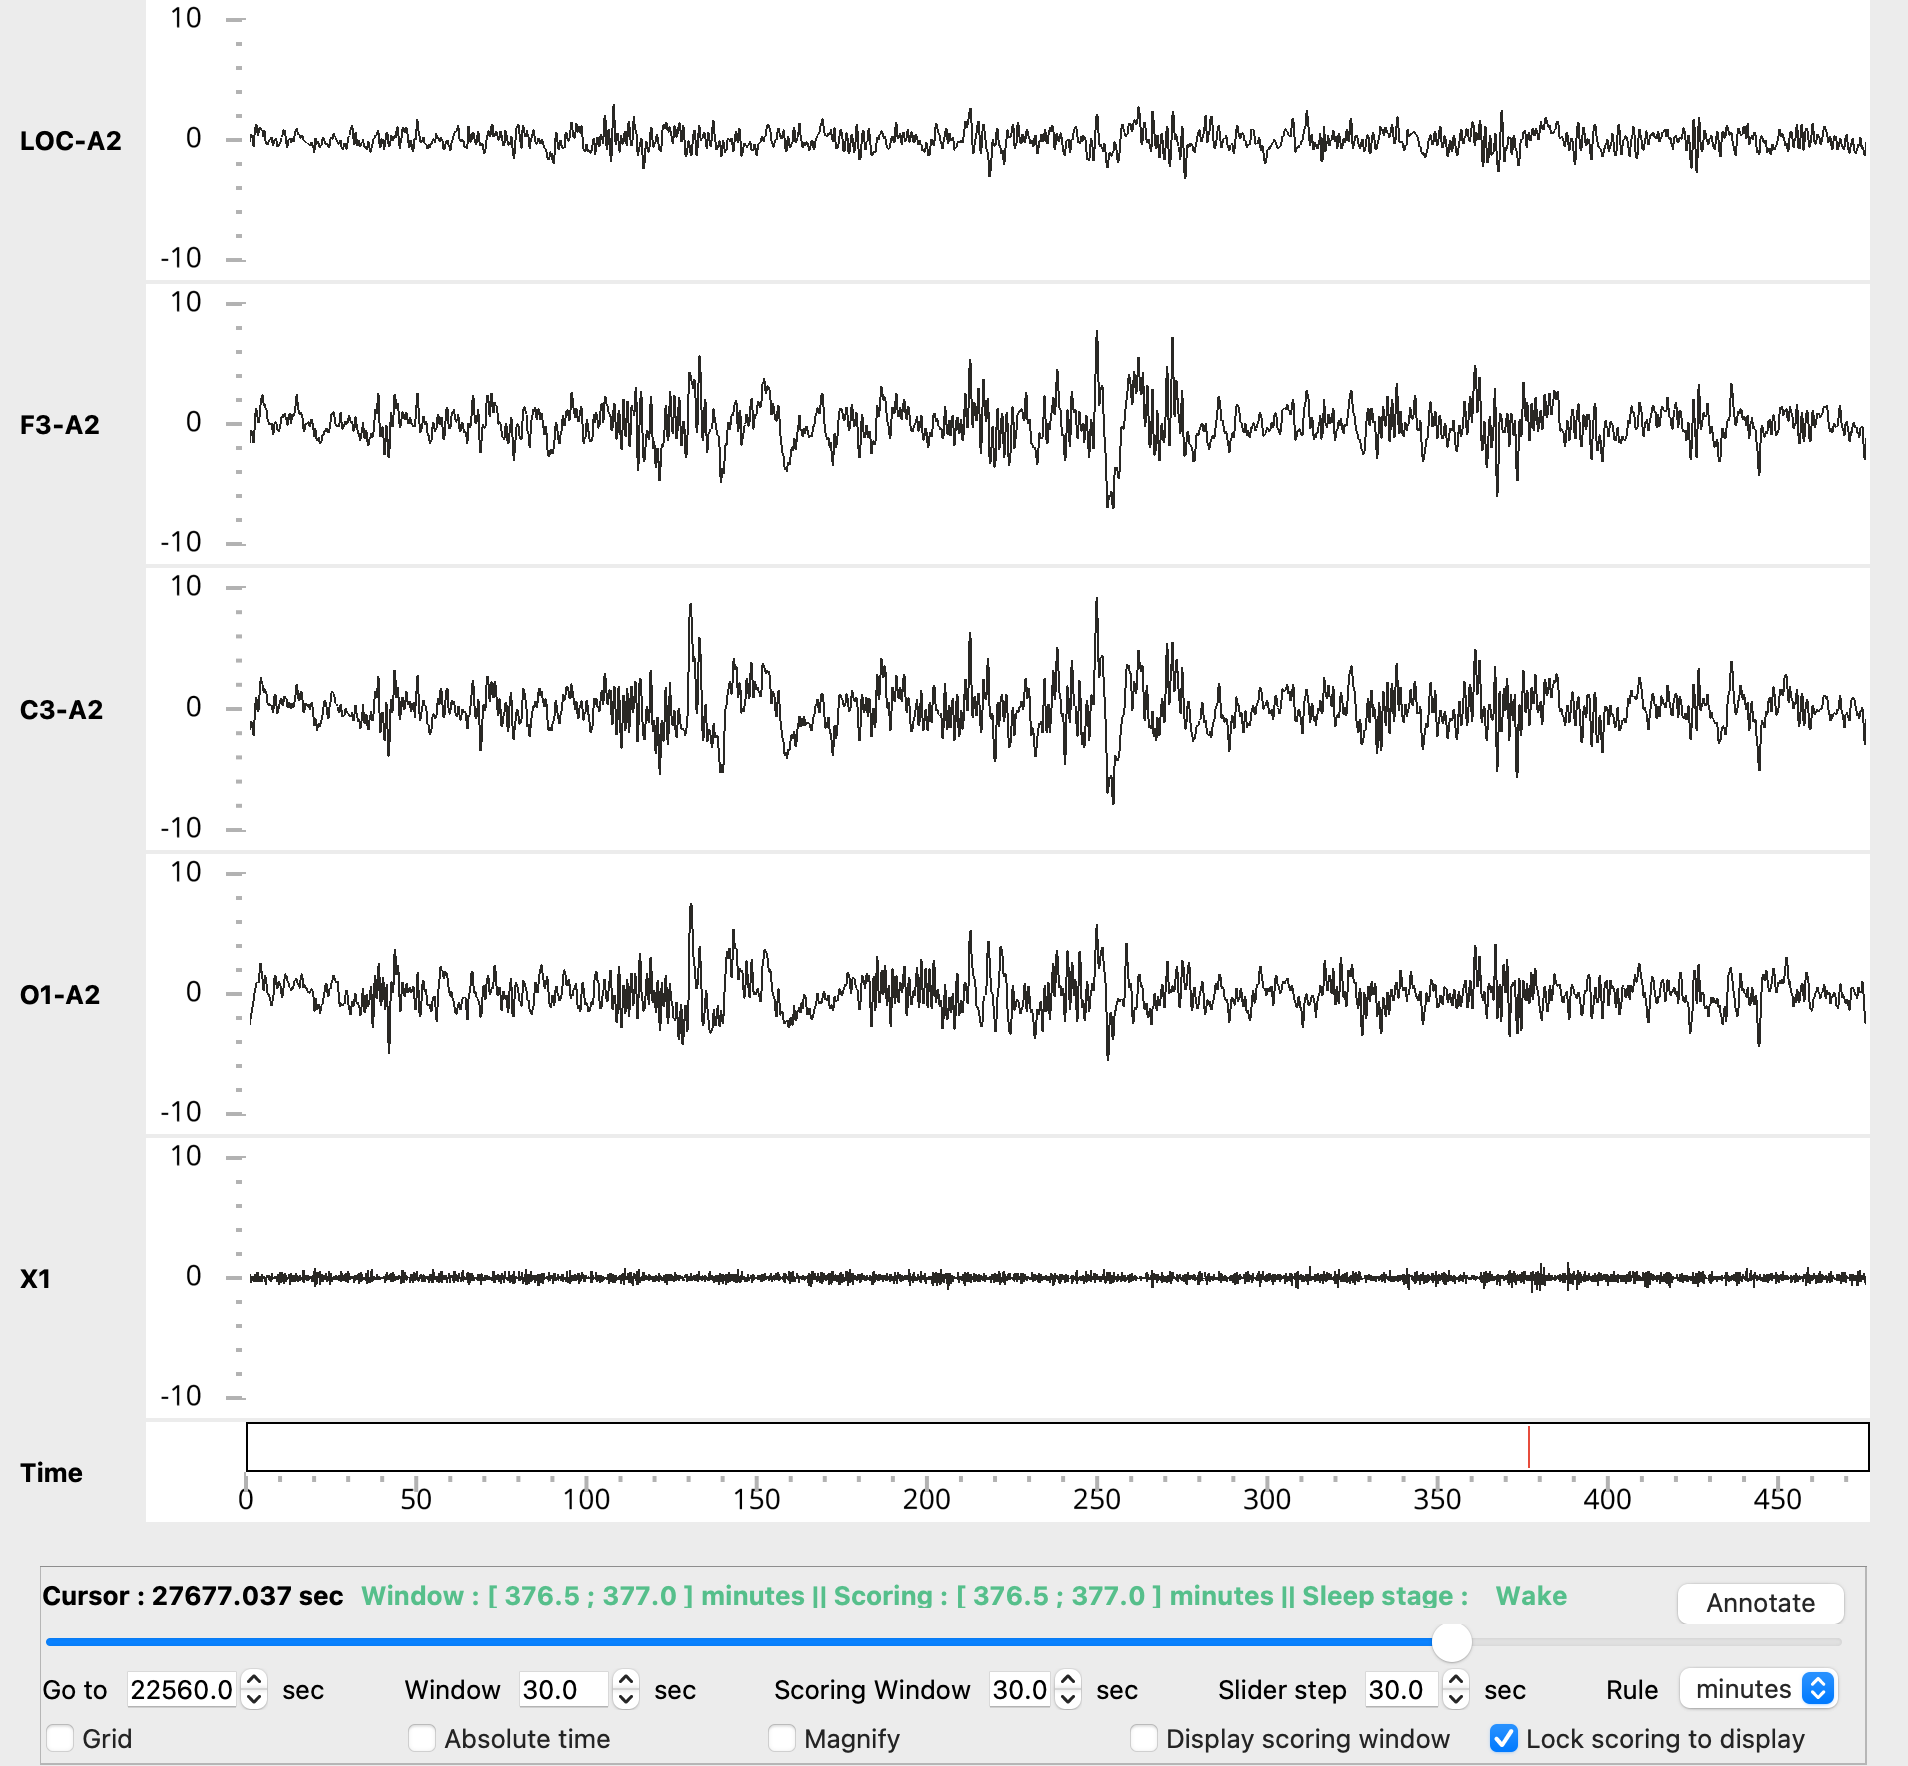 10
LOC-A2
0
-10
10
F3-A2
0
-10
10
C3-A2
0
-10
10
O1-A2
0
-10
10
X1
0
-10
Time
0 50 100 150 200 250 300 350 400 450
Cursor : 27677.037 sec Window : [ 376.5 ; 377.0 ] minutes || Scoring : [ 376.5 ; 377.0 ] minutes || Sleep stage : Wake Annotate
Go to 22560.0 sec Window 30.0 sec Scoring Window 30.0 sec Slider step 30.0 sec Rule minutes
Grid Absolute time Magnify Display scoring window Lock scoring to display